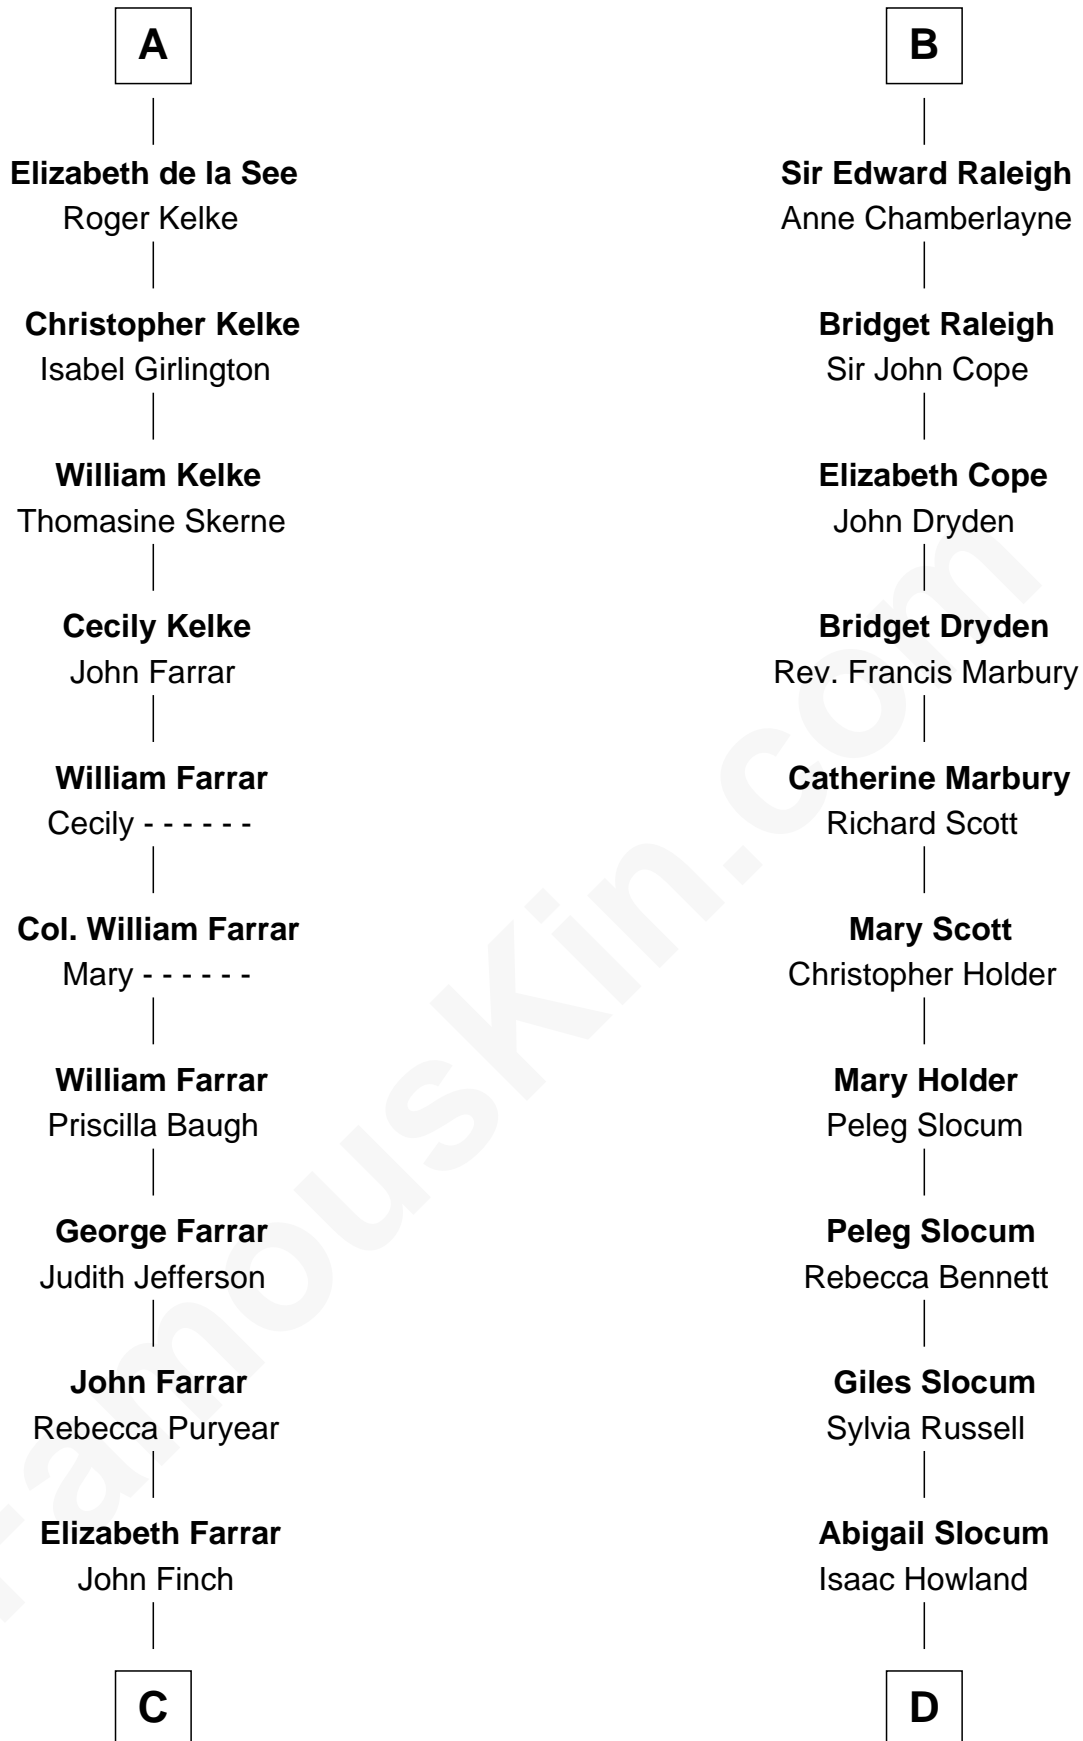 A
Elizabeth de la See
Roger Kelke
Christopher Kelke
Isabel Girlington
William Kelke
Thomasine Skerne
Cecily Kelke
John Farrar
William Farrar
Cecily - - - - - -
Col. William Farrar
Mary - - - - - -
William Farrar
Priscilla Baugh
George Farrar
Judith Jefferson
John Farrar
Rebecca Puryear
Elizabeth Farrar
John Finch
C
B
Sir Edward Raleigh
Anne Chamberlayne
Bridget Raleigh
Sir John Cope
Elizabeth Cope
John Dryden
Bridget Dryden
Rev. Francis Marbury
Catherine Marbury
Richard Scott
Mary Scott
Christopher Holder
Mary Holder
Peleg Slocum
Peleg Slocum
Rebecca Bennett
Giles Slocum
Sylvia Russell
Abigail Slocum
Isaac Howland
D
FamousKin.com